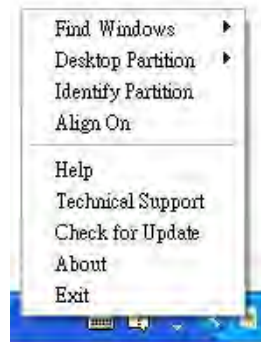 Find Windows
Desktop Partition
Identify Partition
Align On
Help
Technical Support
Check for Update
About
Exit